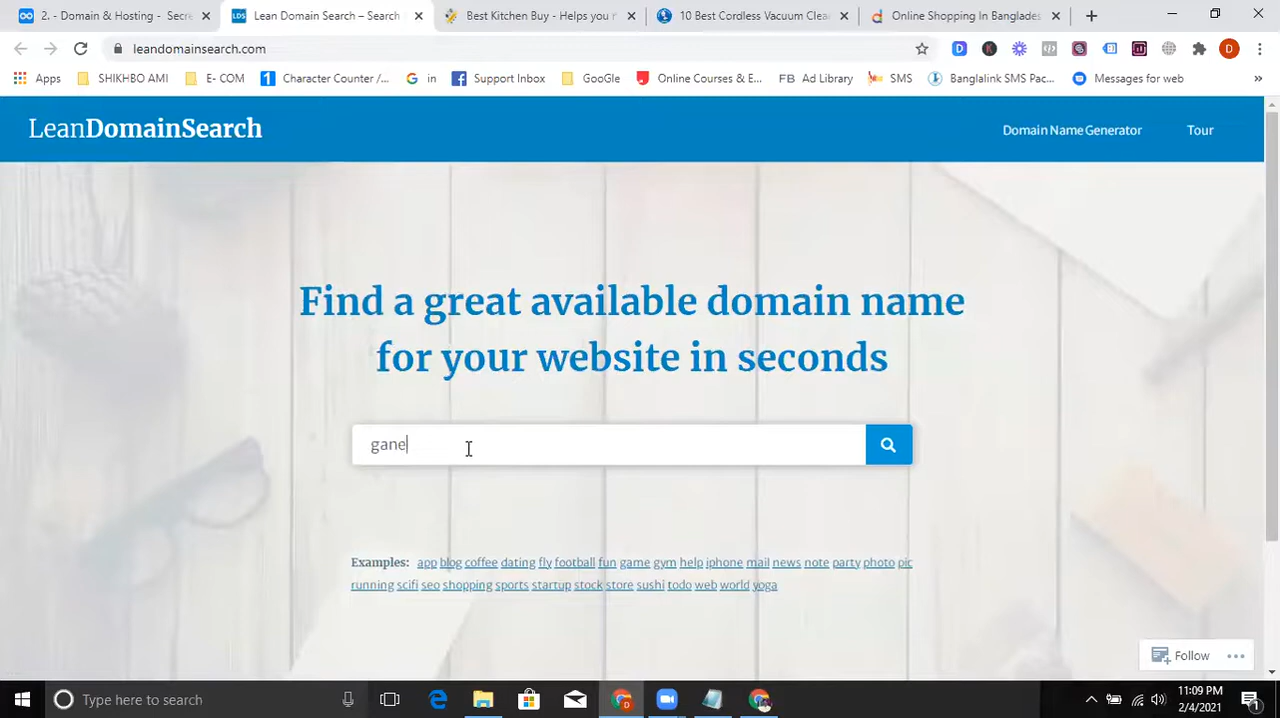 2. - Domain & Hosting - Secre
Lean Domain Search – Search
Best Kitchen Buy - Helps you r
10 Best Cordless Vacuum Clea
Online Shopping In Banglades
leandomainsearch.com
Apps
SHIKHBO AMI
E- COM
Character Counter /...
in
Support Inbox
GooGle
Online Courses & E...
FB Ad Library
SMS
Banglalink SMS Pac...
Messages for web
LeanDomainSearch
Domain Name Generator
Tour
Find a great available domain name
for your website in seconds
gane
Examples: app blog coffee dating fly football fun game gym help iphone mail news note party photo pic
running scifi seo shopping sports startup stock store sushi todo web world yoga
Follow
Type here to search
11:09 PM
2/4/2021